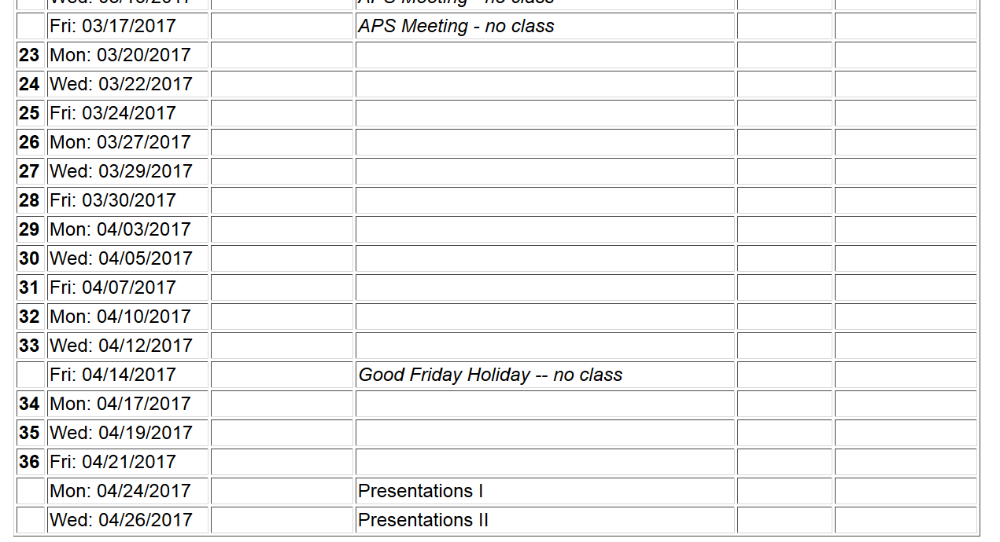 APS Meeting - no class
Fri: 03/17/2017 APS Meeting - no class
23 Mon: 03/20/2017
24 Wed: 03/22/2017
25 Fri: 03/24/2017
26 Mon: 03/27/2017
27 Wed: 03/29/2017
28 Fri: 03/30/2017
29 Mon: 04/03/2017
30 Wed: 04/05/2017
31 Fri: 04/07/2017
32 Mon: 04/10/2017
33 Wed: 04/12/2017
Fri: 04/14/2017 Good Friday Holiday -- no class
34 Mon: 04/17/2017
35 Wed: 04/19/2017
36 Fri: 04/21/2017
Mon: 04/24/2017 Presentations I
Wed: 04/26/2017 Presentations II